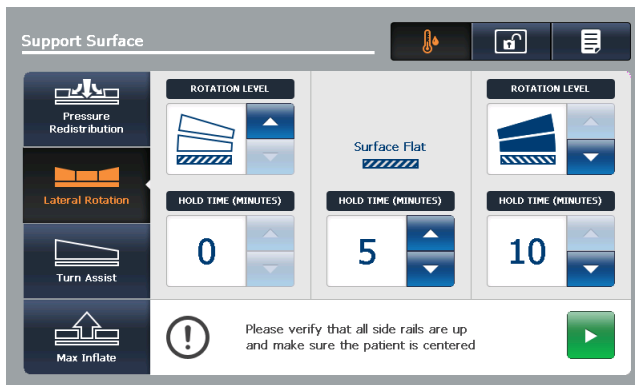 Support Surface
Pressure
Redistribution
Lateral Rotation
Turn Assist
Max Inflate
ROTATION LEVEL
HOLD TIME (MINUTES)
0
Surface Flat
HOLD TIME (MINUTES)
5
ROTATION LEVEL
HOLD TIME (MINUTES)
10
Please verify that all side rails are up
and make sure the patient is centered